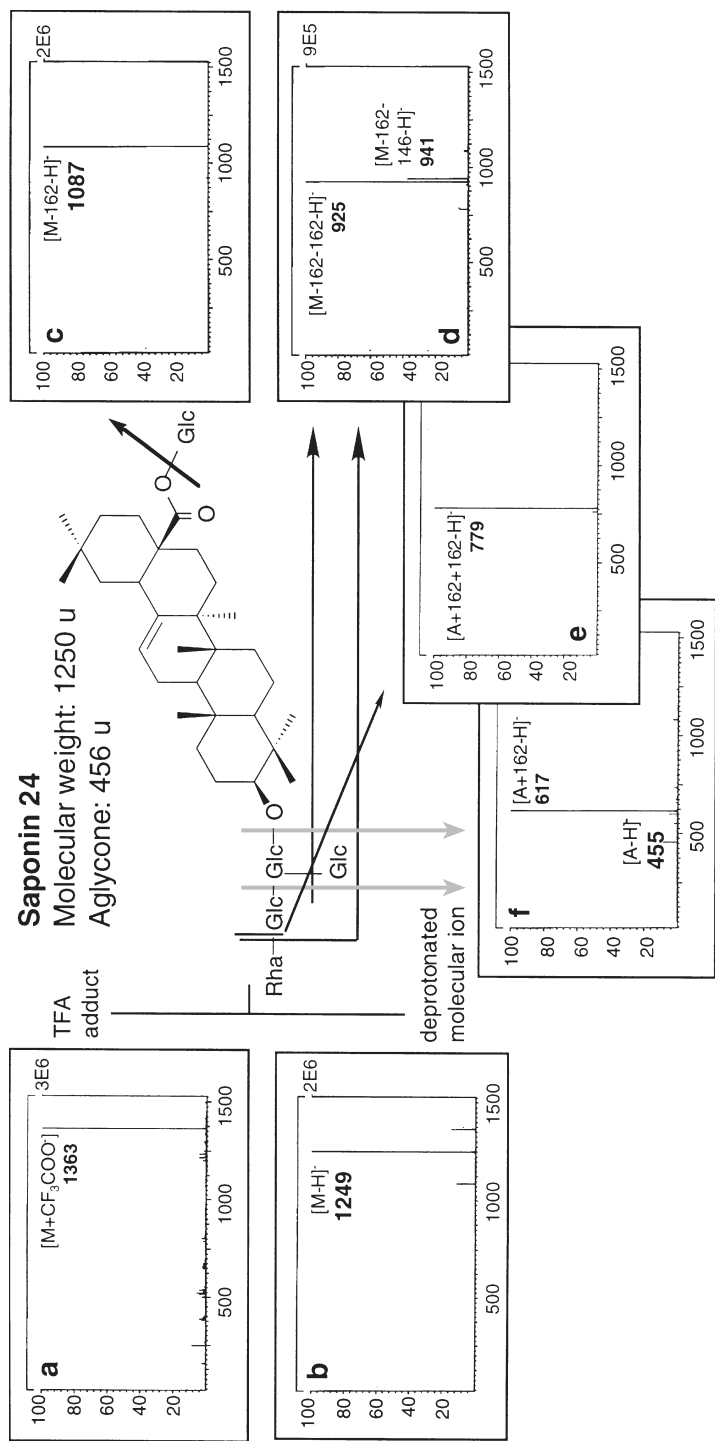 Saponin 24
Molecular weight: 1250 u
Aglycone: 456 u
TFA
adduct
deprotonated
molecular ion
Rha
Glc
Glc
Glc
O
O
O
Glc
a
3E6
[M+CF3COO-]
1363
100
80
60
40
20
500
1000
1500
b
2E6
[M-H]-
1249
100
80
60
40
20
500
1000
1500
c
2E6
[M-162-H]-
1087
100
80
60
40
20
500
1000
1500
d
9E5
[M-162-162-H]-
925
[M-162-
146-H]-
941
100
80
60
40
20
500
1000
1500
e
[A+162+162-H]-
779
100
80
60
40
20
500
1000
1500
f
[A+162-H]-
617
[A-H]-
455
100
80
60
40
20
500
1000
1500